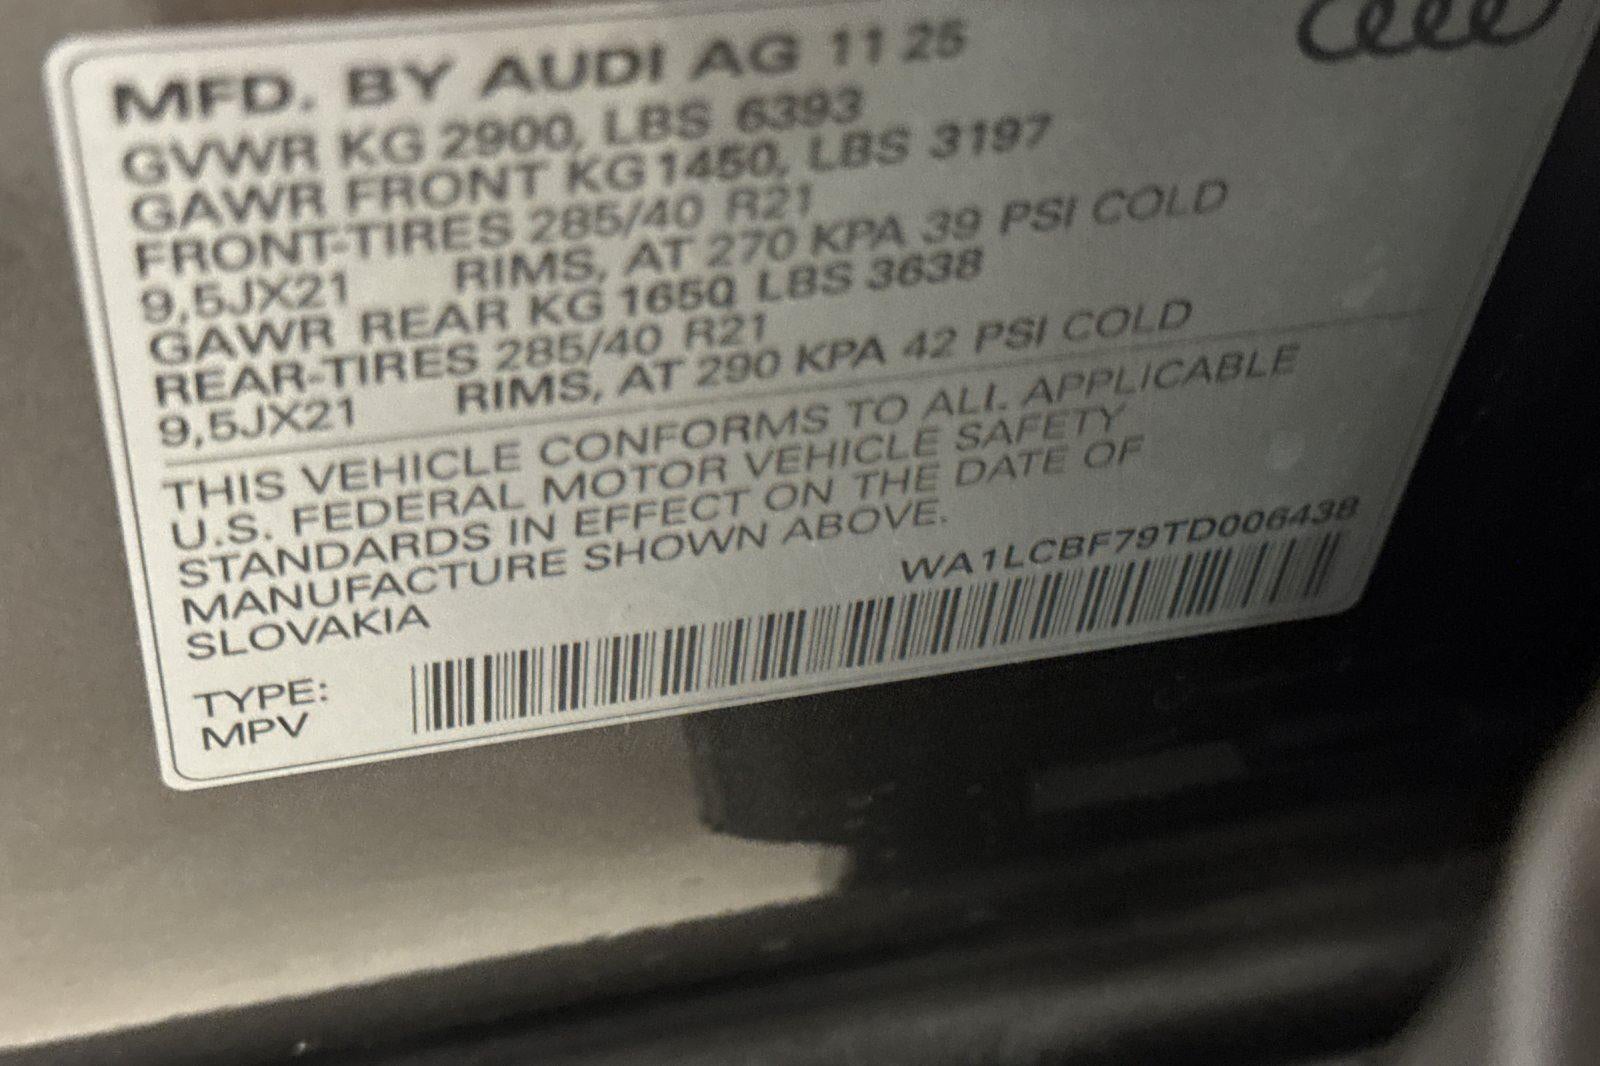 MFD. BY AUDI AG 11 25
GVWR KG 2900, LBS 6393
GAWR FRONT KG 1450, LBS 3197
FRONT-TIRES 285/40 R21
9,5JX21 RIMS, AT 270 KPA 39 PSI COLD
GAWR REAR KG 1650 LBS 3638
REAR-TIRES 285/40 R21
9,5JX21 RIMS, AT 290 KPA 42 PSI COLD
THIS VEHICLE CONFORMS TO ALL APPLICABLE
U.S. FEDERAL MOTOR VEHICLE SAFETY
STANDARDS IN EFFECT ON THE DATE OF
MANUFACTURE SHOWN ABOVE.
SLOVAKIA
WA1LCBF79TD006438
TYPE:
MPV